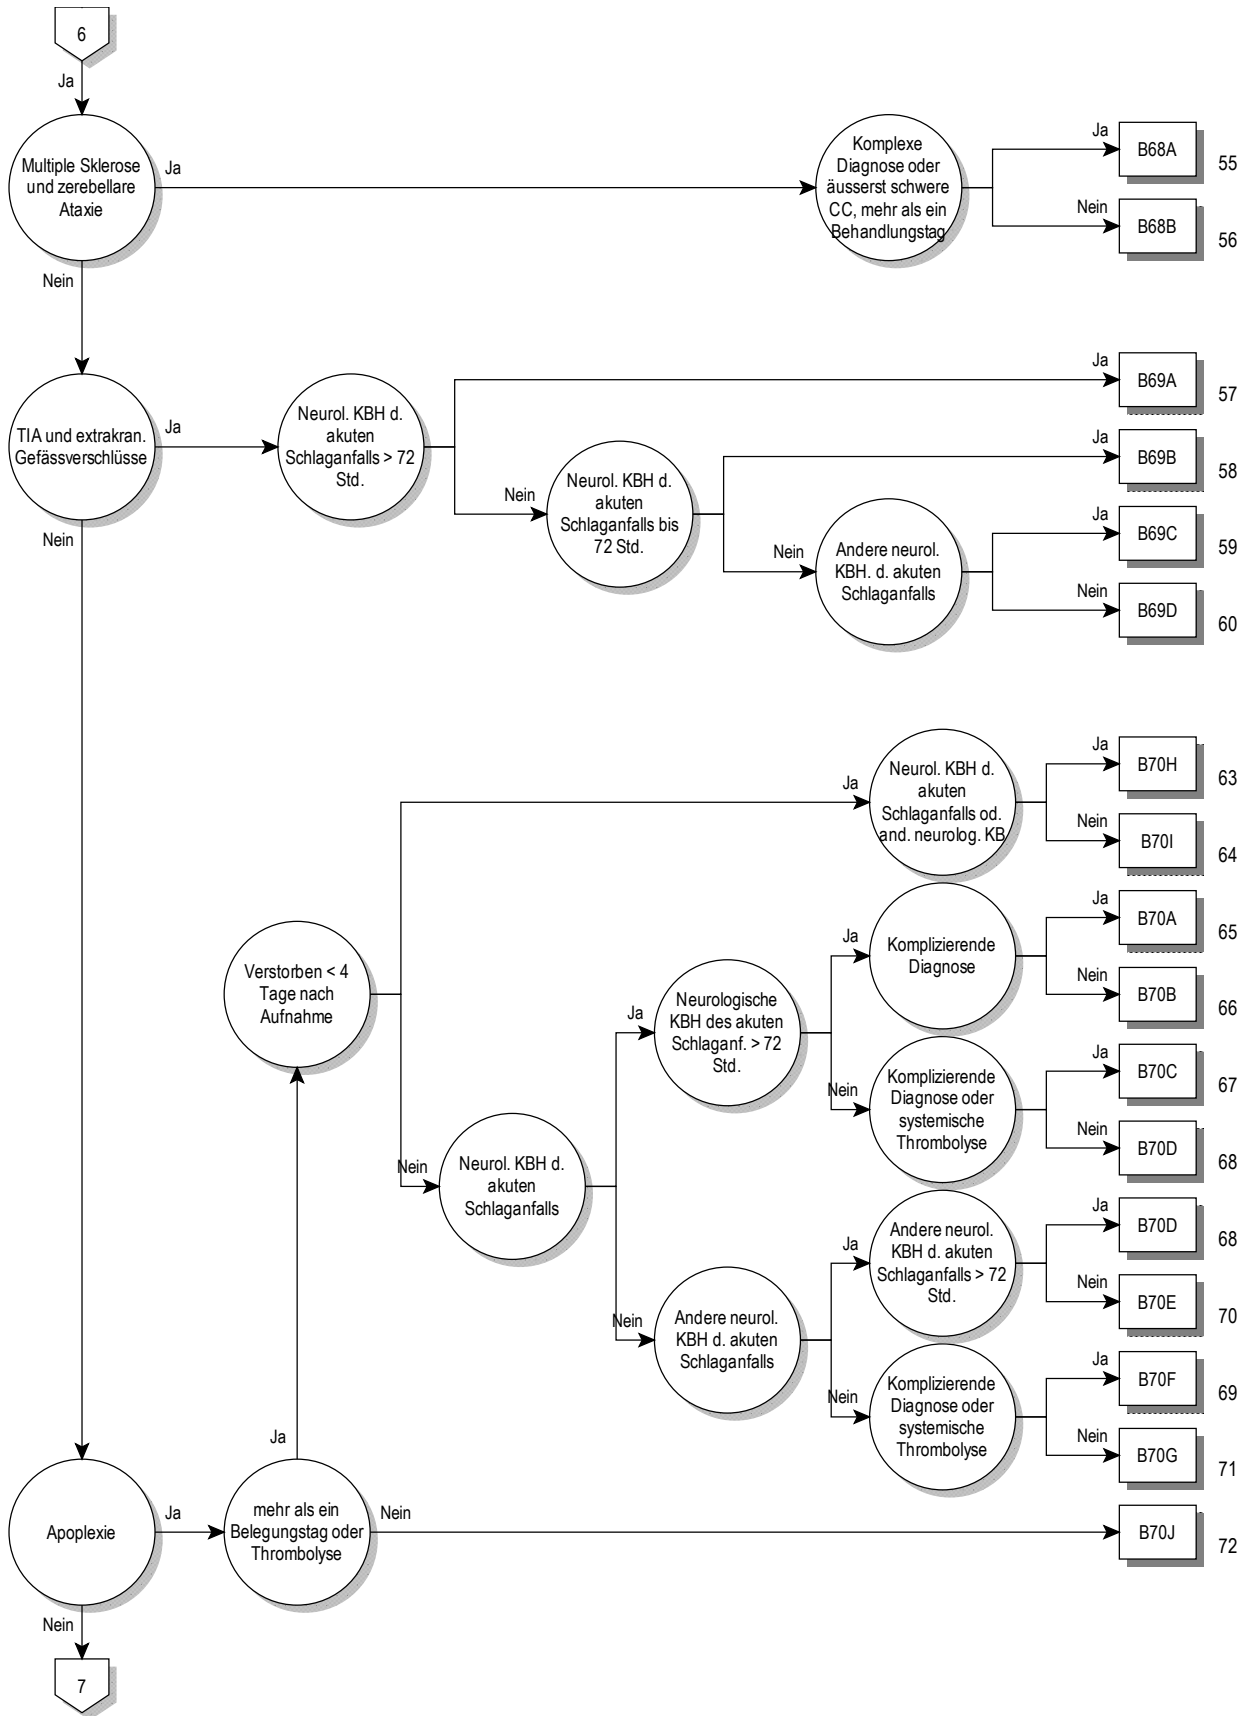 6
Ja
Multiple Sklerose
und zerebellare
Ataxie
Ja
Komplexe
Diagnose oder
äusserst schwere
CC, mehr als ein
Behandlungstag
Ja
B68A
55
Nein
B68B
56
Nein
TIA und extrakran.
Gefässverschlüsse
Ja
Neurol. KBH d.
akuten
Schlaganfalls > 72
Std.
Ja
B69A
57
Nein
Neurol. KBH d.
akuten
Schlaganfalls bis
72 Std.
Ja
B69B
58
Nein
Andere neurol.
KBH. d. akuten
Schlaganfalls
Ja
B69C
59
Nein
B69D
60
Nein
Verstorben < 4
Tage nach
Aufnahme
Ja
Neurol. KBH d.
akuten
Schlaganfalls od.
and. neurolog. KB
Ja
B70H
63
Nein
B70I
64
Nein
Neurol. KBH d.
akuten
Schlaganfalls
Ja
Neurologische
KBH des akuten
Schlaganf. > 72
Std.
Ja
Komplizierende
Diagnose
Ja
B70A
65
Nein
B70B
66
Nein
Komplizierende
Diagnose oder
systemische
Thrombolyse
Ja
B70C
67
Nein
B70D
68
Nein
Andere neurol.
KBH d. akuten
Schlaganfalls
Ja
Andere neurol.
KBH d. akuten
Schlaganfalls > 72
Std.
Ja
B70D
68
Nein
B70E
70
Nein
Komplizierende
Diagnose oder
systemische
Thrombolyse
Ja
B70F
69
Nein
B70G
71
Ja
Apoplexie
Ja
mehr als ein
Belegungstag oder
Thrombolyse
Nein
B70J
72
Nein
7